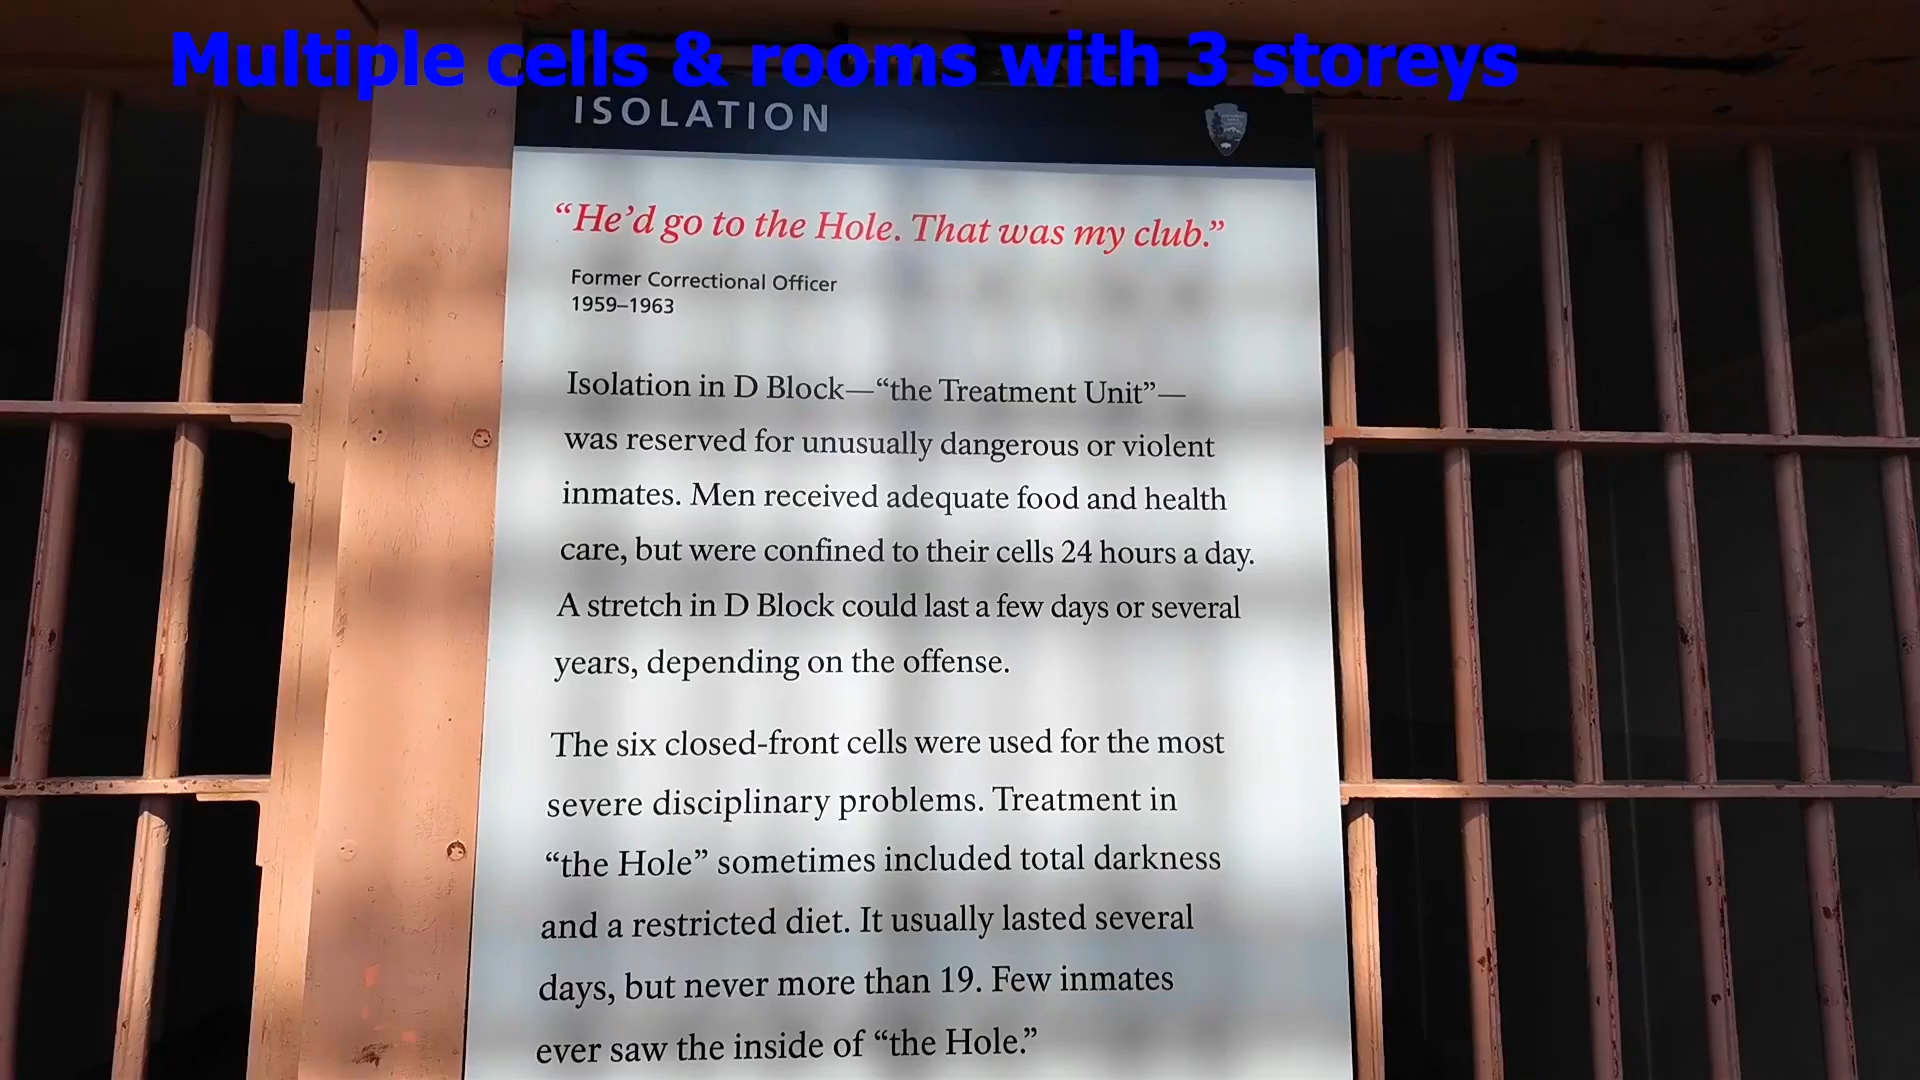 Multiple cells & rooms with 3 storeys
ISOLATION
“He’d go to the Hole. That was my club.”
Former Correctional Officer
1959–1963
Isolation in D Block—“the Treatment Unit”—
was reserved for unusually dangerous or violent
inmates. Men received adequate food and health
care, but were confined to their cells 24 hours a day.
A stretch in D Block could last a few days or several
years, depending on the offense.
The six closed-front cells were used for the most
severe disciplinary problems. Treatment in
“the Hole” sometimes included total darkness
and a restricted diet. It usually lasted several
days, but never more than 19. Few inmates
ever saw the inside of “the Hole.”